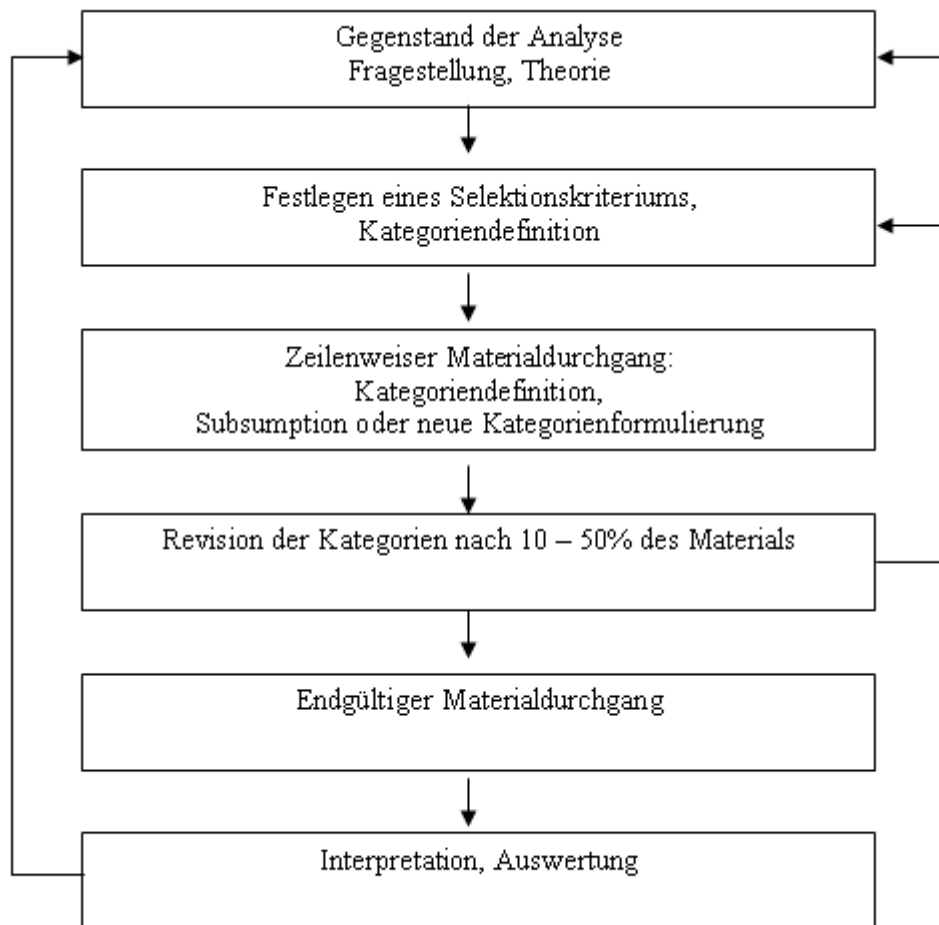 Gegenstand der Analyse
Fragestellung, Theorie
Festlegen eines Selektionskriteriums,
Kategoriendefinition
Zeilenweiser Materialdurchgang:
Kategoriendefinition,
Subsumption oder neue Kategorienformulierung
Revision der Kategorien nach 10 – 50% des Materials
Endgültiger Materialdurchgang
Interpretation, Auswertung